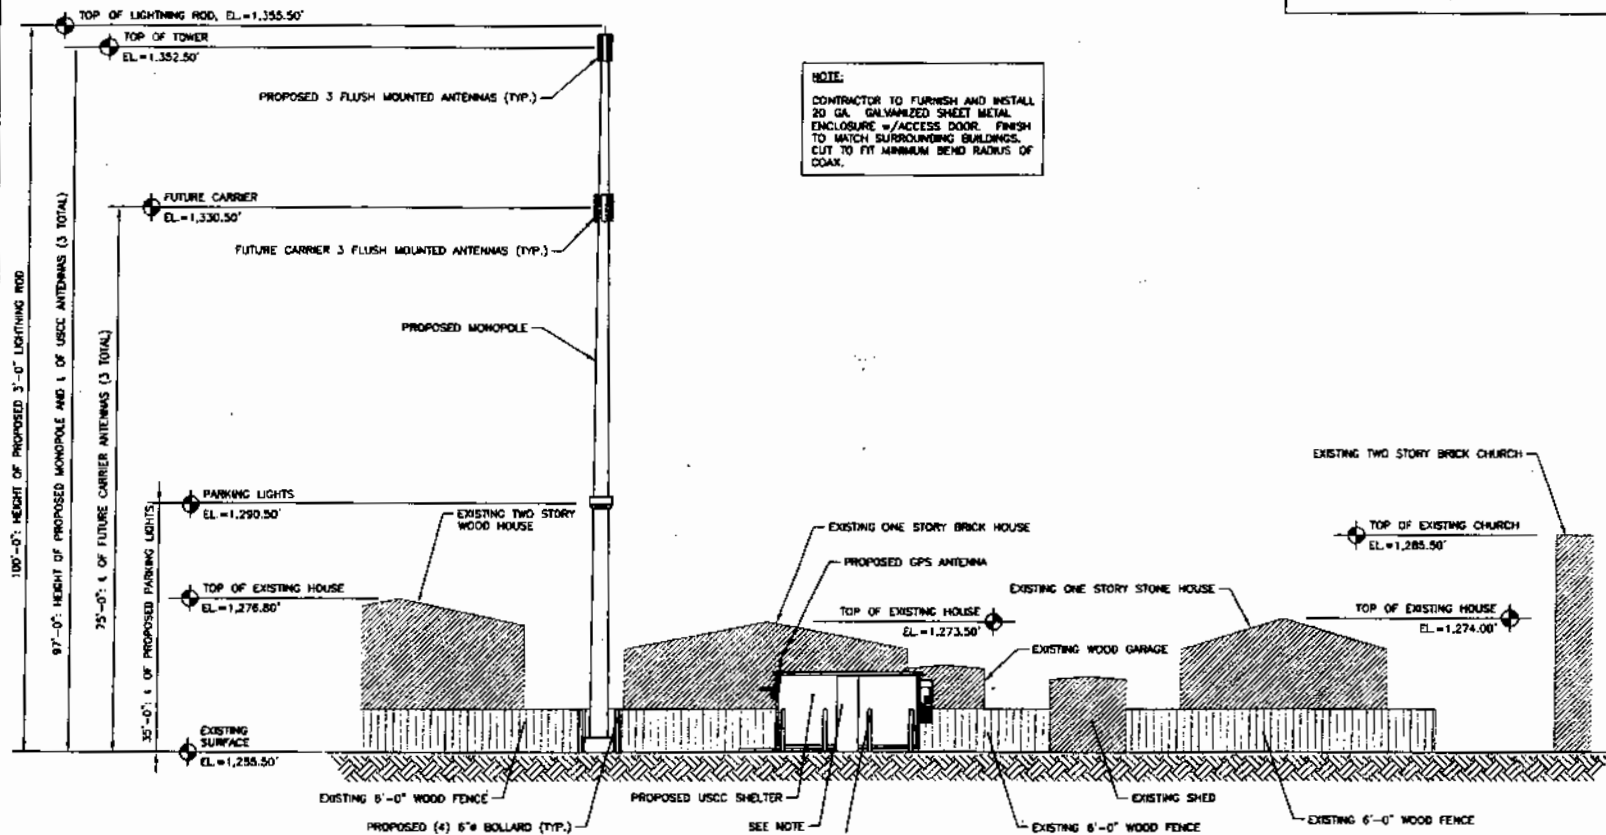 TOP OF LIGHTNING ROD, EL.=1,355.50'
TOP OF TOWER
EL.=1,352.50'
PROPOSED 3 FLUSH MOUNTED ANTENNAS (TYP.)
NOTE:
CONTRACTOR TO FURNISH AND INSTALL
20 GA. GALVANIZED SHEET METAL
ENCLOSURE w/ACCESS DOOR. FINISH
TO MATCH SURROUNDING BUILDINGS.
CUT TO FIT MINIMUM BEND RADIUS OF
COAX.
FUTURE CARRIER
EL.=1,330.50'
FUTURE CARRIER 3 FLUSH MOUNTED ANTENNAS (TYP.)
PROPOSED MONOPOLE
100'-0": HEIGHT OF PROPOSED 3'-0" LIGHTNING ROD
97'-0": HEIGHT OF PROPOSED MONOPOLE AND ℄ OF USCC ANTENNAS (3 TOTAL)
75'-0": ℄ OF FUTURE CARRIER ANTENNAS (3 TOTAL)
35'-0": ℄ OF PROPOSED PARKING LIGHTS
PARKING LIGHTS
EL.=1,290.50'
EXISTING TWO STORY
WOOD HOUSE
EXISTING TWO STORY BRICK CHURCH
EXISTING ONE STORY BRICK HOUSE
TOP OF EXISTING CHURCH
EL.=1,285.50'
PROPOSED GPS ANTENNA
TOP OF EXISTING HOUSE
EL.=1,276.80'
EXISTING ONE STORY STONE HOUSE
TOP OF EXISTING HOUSE
EL.=1,273.50'
TOP OF EXISTING HOUSE
EL.=1,274.00'
EXISTING WOOD GARAGE
EXISTING
SURFACE
EL.=1,255.50'
EXISTING 6'-0" WOOD FENCE
PROPOSED USCC SHELTER
EXISTING SHED
PROPOSED (4) 6"ø BOLLARD (TYP.)
SEE NOTE
EXISTING 6'-0" WOOD FENCE
EXISTING 6'-0" WOOD FENCE